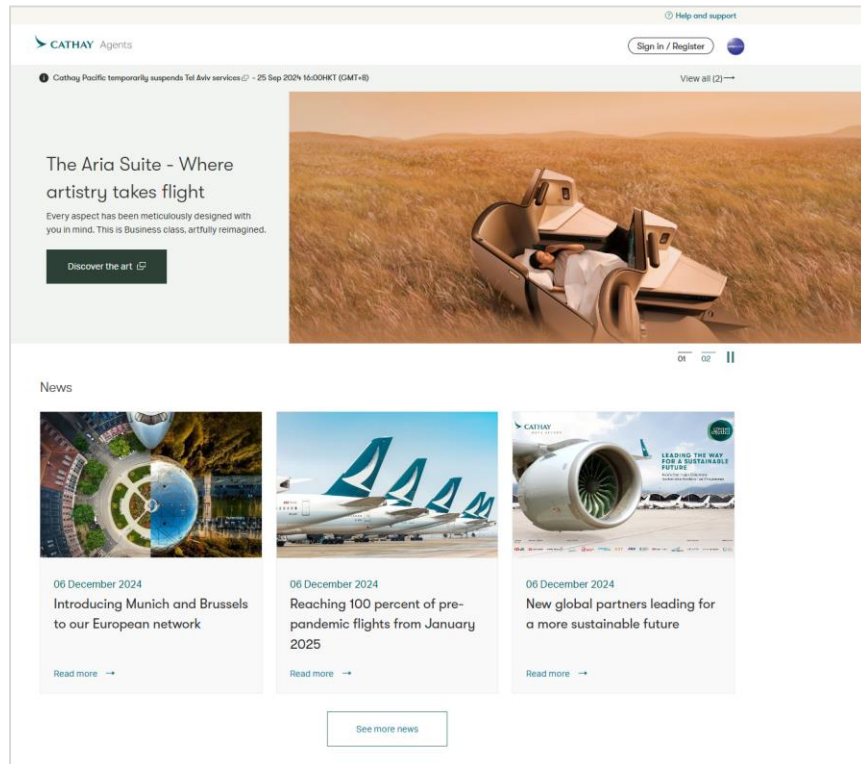 Help and support
CATHAY Agents
Sign in / Register
Cathay Pacific temporarily suspends Tel Aviv services - 25 Sep 2024 16:00HKT (GMT+8)
View all (2)
The Aria Suite - Where
artistry takes flight
Every aspect has been meticulously designed with
you in mind. This is Business class, artfully reimagined.
Discover the art
01 02
News
CATHAY
LEADING THE WAY
FOR A SUSTAINABLE
FUTURE
06 December 2024
Introducing Munich and Brussels
to our European network
Read more
06 December 2024
Reaching 100 percent of pre-
pandemic flights from January
2025
Read more
06 December 2024
New global partners leading for
a more sustainable future
Read more
See more news